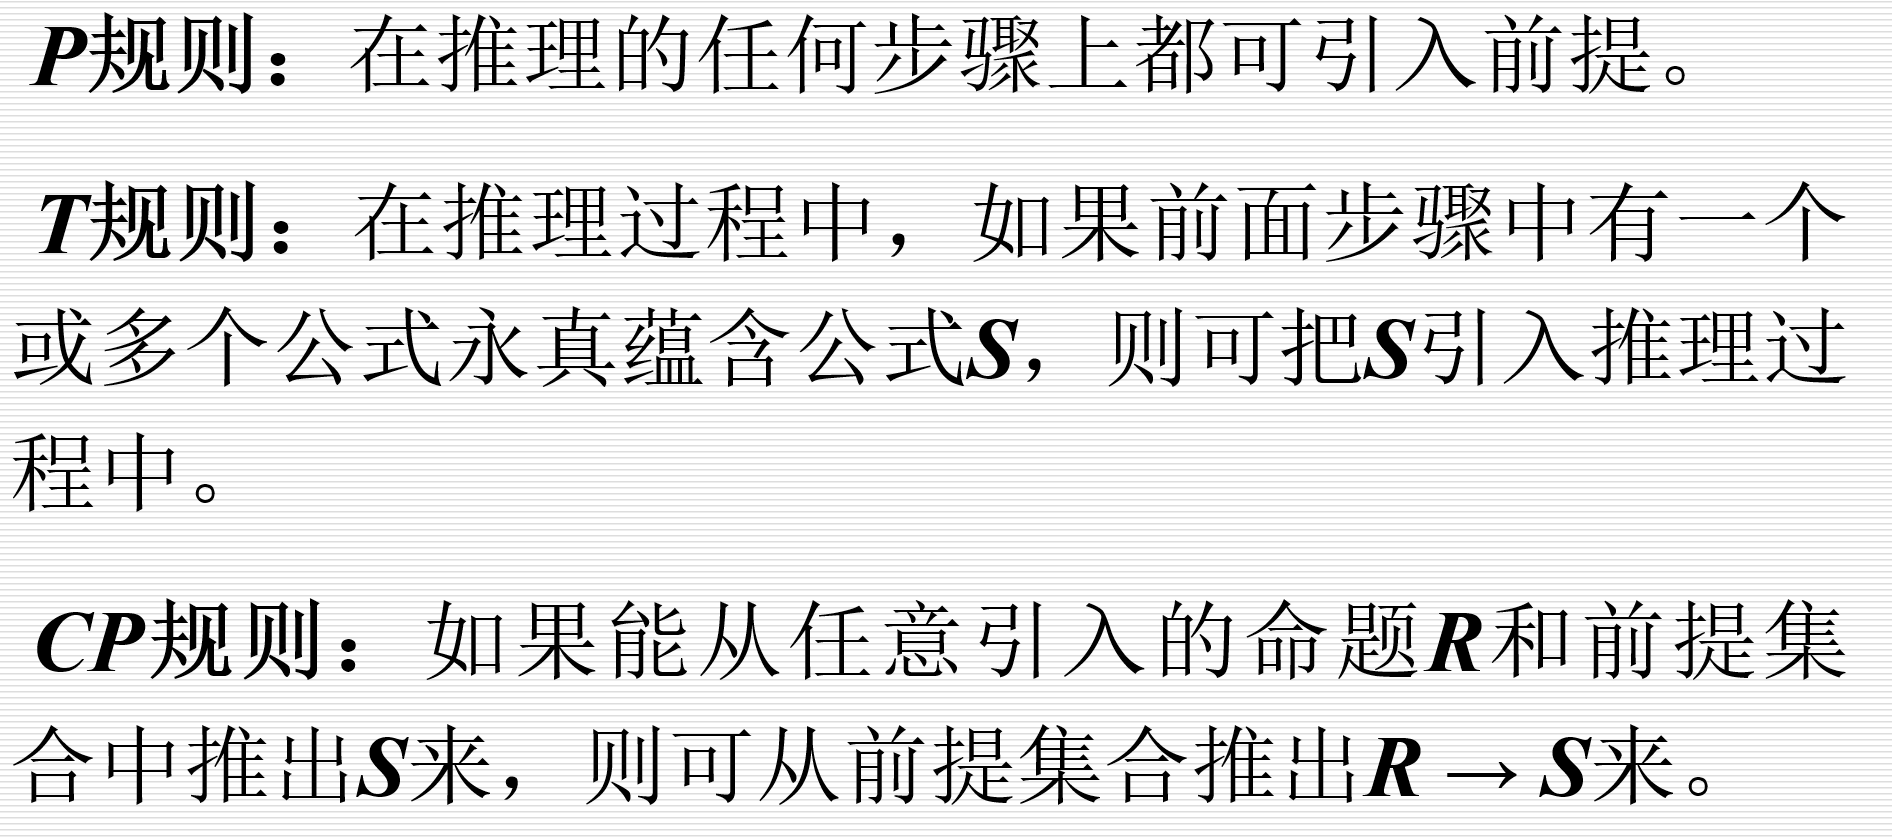 P规则：在推理的任何步骤上都可引入前提。
T规则：在推理过程中，如果前面步骤中有一个
或多个公式永真蕴含公式S，则可把S引入推理过
程中。
CP规则：如果能从任意引入的命题R和前提集
合中推出S来，则可从前提集合推出R → S来。